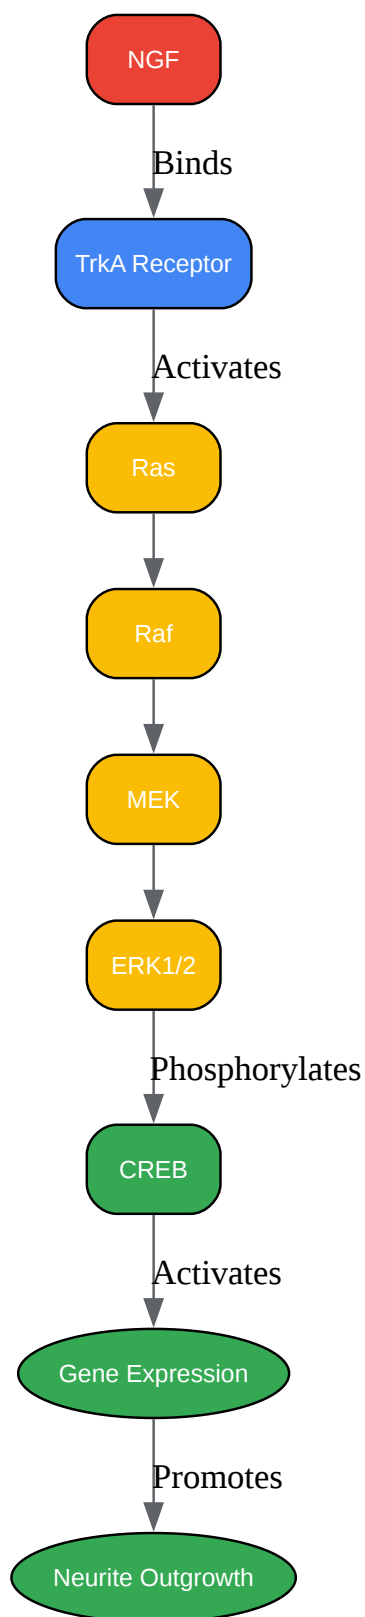 NGF
Binds
TrkA Receptor
Activates
Ras
Raf
MEK
ERK1/2
Phosphorylates
CREB
Activates
Gene Expression
Promotes
Neurite Outgrowth